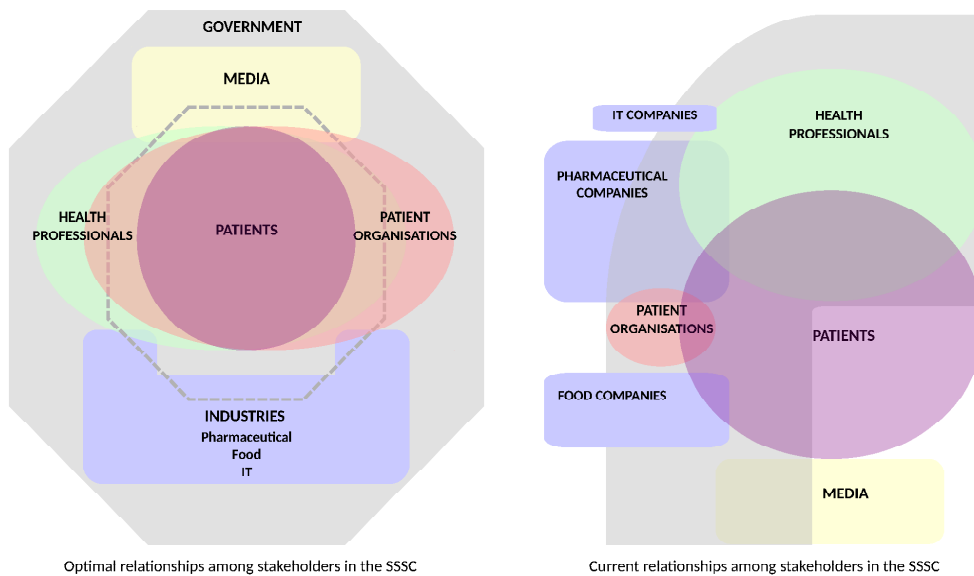 GOVERNMENT
MEDIA
HEALTH
PROFESSIONALS
PATIENTS
PATIENT
ORGANISATIONS
INDUSTRIES
Pharmaceutical
Food
IT
Optimal relationships among stakeholders in the SSSC
IT COMPANIES
HEALTH
PROFESSIONALS
PHARMACEUTICAL
COMPANIES
PATIENT
ORGANISATIONS
PATIENTS
FOOD COMPANIES
MEDIA
Current relationships among stakeholders in the SSSC